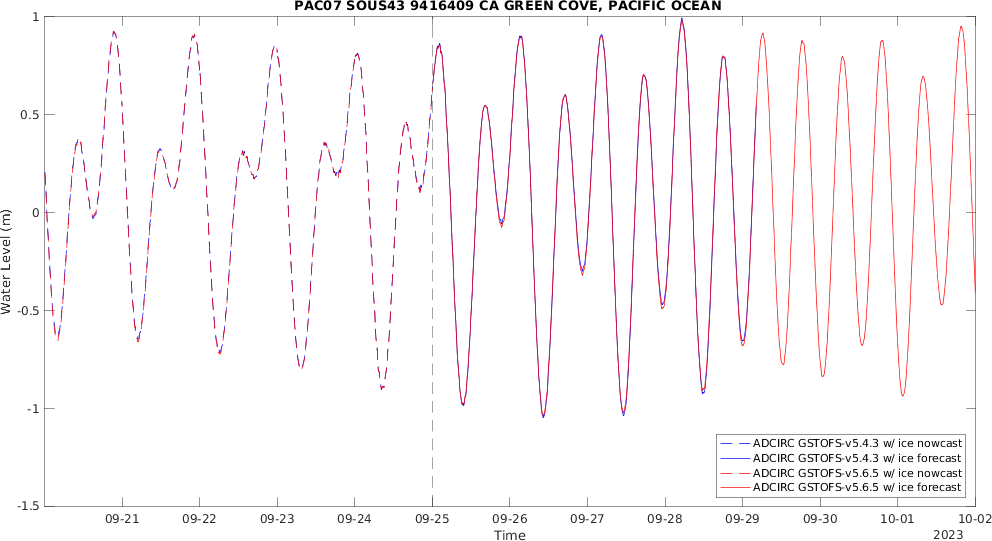 PAC07 SOUS43 9416409 CA GREEN COVE, PACIFIC OCEAN
1
0.5
0
-0.5
-1
-1.5
Water Level (m)
09-21 09-22 09-23 09-24 09-25 09-26 09-27 09-28 09-29 09-30 10-01 10-02
2023
Time
ADCIRC GSTOFS-v5.4.3 w/ ice nowcast
ADCIRC GSTOFS-v5.4.3 w/ ice forecast
ADCIRC GSTOFS-v5.6.5 w/ ice nowcast
ADCIRC GSTOFS-v5.6.5 w/ ice forecast